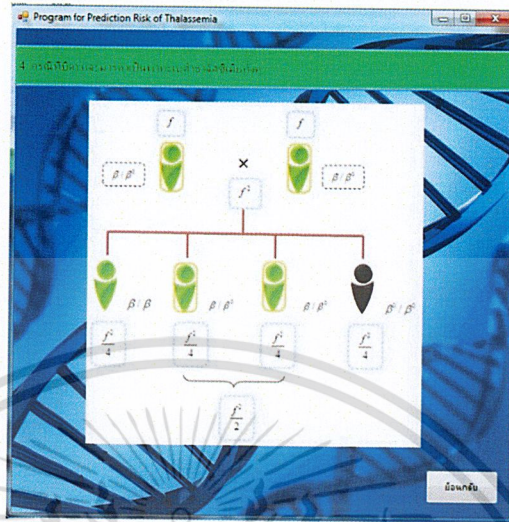 Program for Prediction Risk of Thalassemia
f f
β / β⁰ × β / β⁰
f²
β / β β / β⁰ β / β⁰ β⁰ / β⁰
f²/4 f²/4 f²/4 f²/4
f²/2
ย้อนกลับ